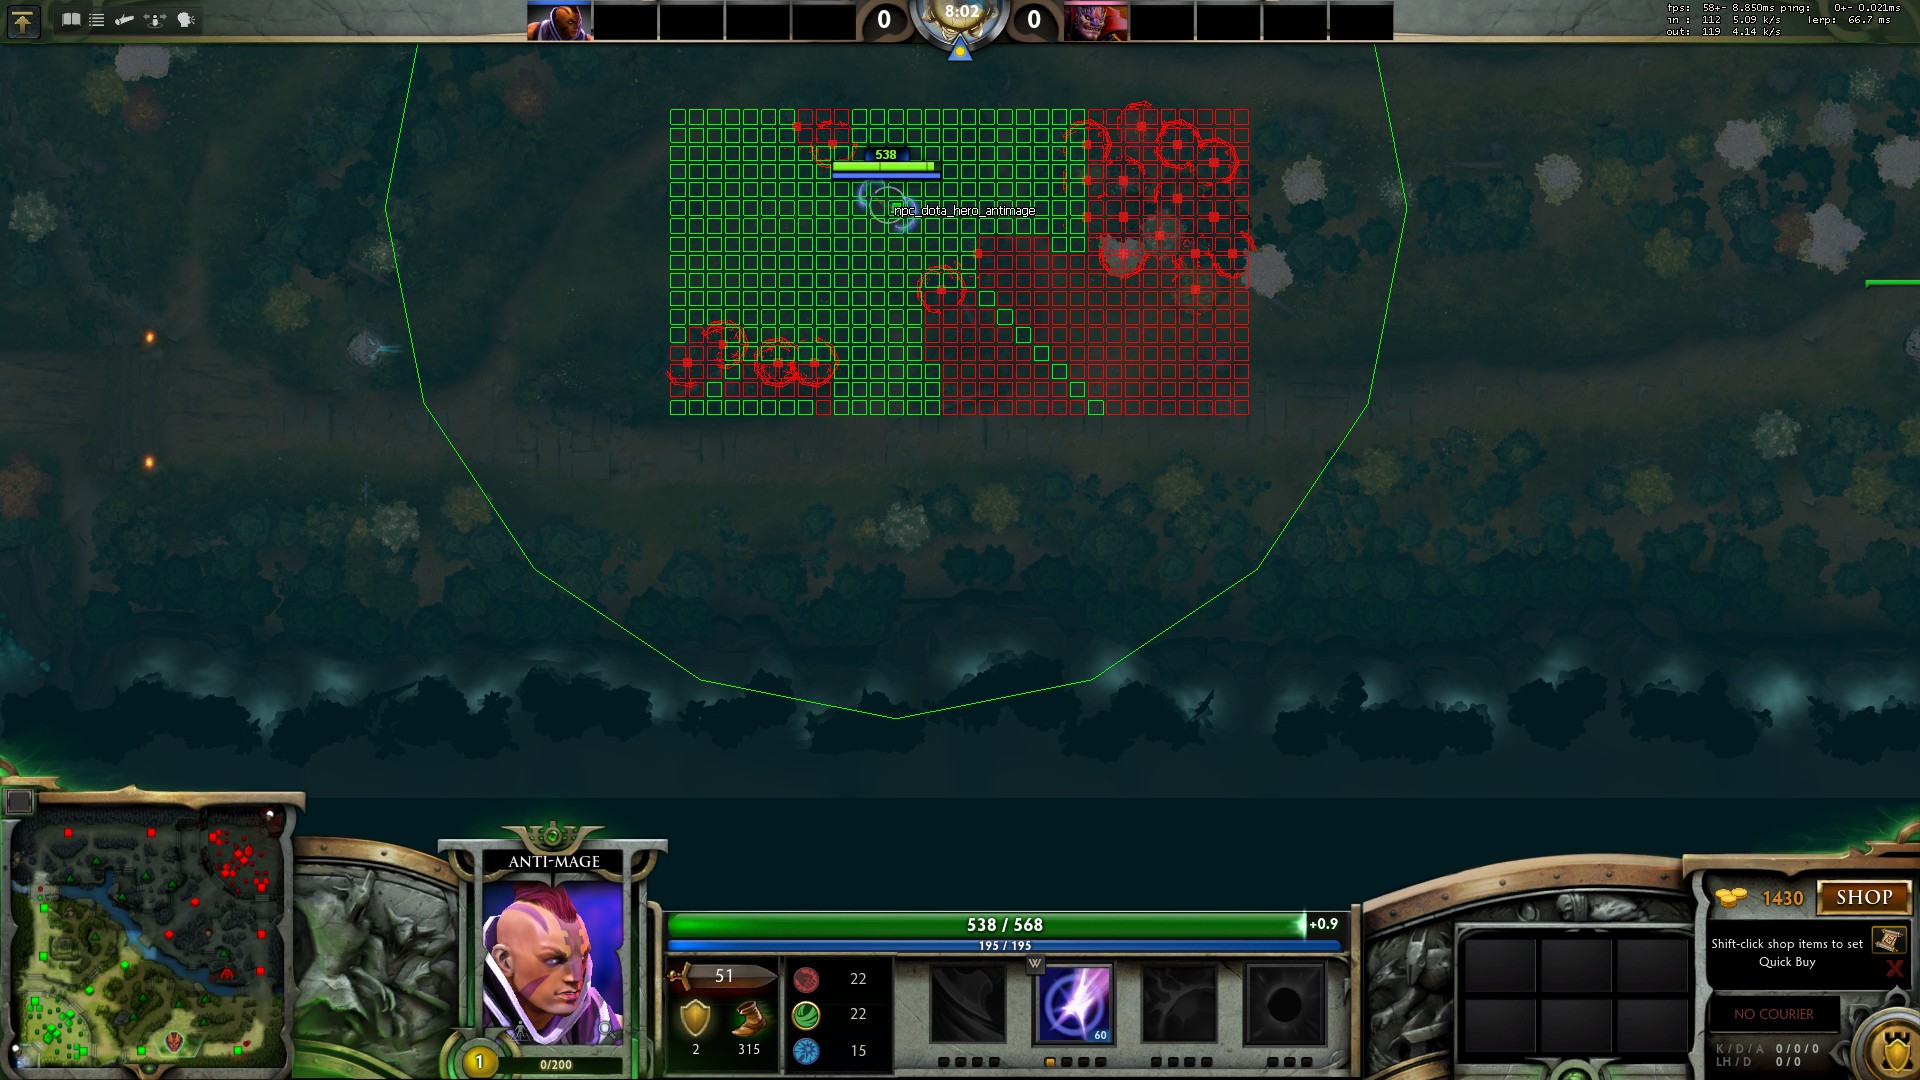 0
8:02
0
fps: 58+- 8.850ms ping: 0+- 0.021ms
in : 112 5.09 k/s lerp: 66.7 ms
out: 119 4.14 k/s
538
npc_dota_hero_antimage
ANTI-MAGE
1
0/200
538 / 568
+0.9
195 / 195
51
2
315
22
22
15
W
60
1430
SHOP
Shift-click shop items to set
Quick Buy
NO COURIER
K / D / A 0 / 0 / 0
LH / D 0 / 0